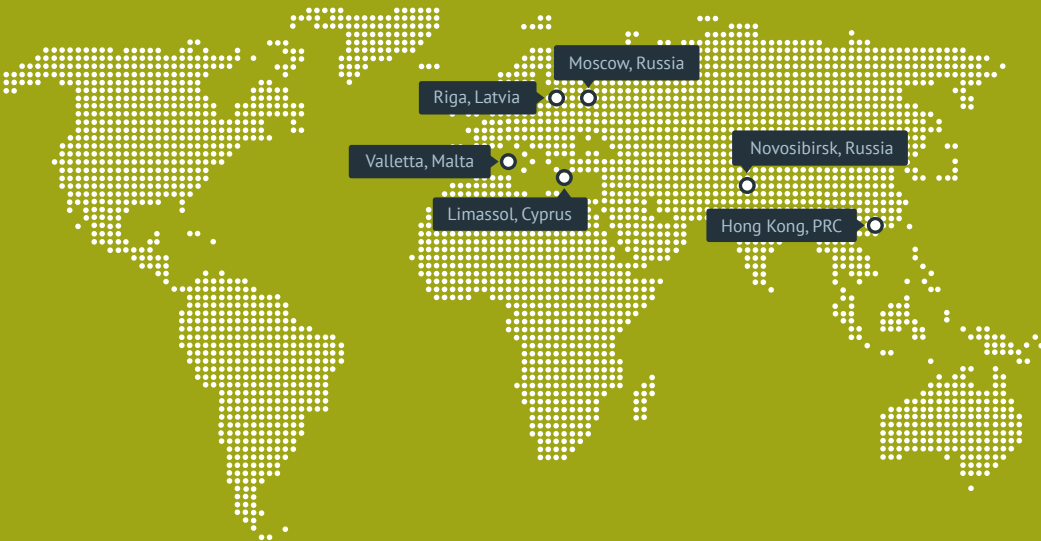 Moscow, Russia
Riga, Latvia
Novosibirsk, Russia
Valletta, Malta
Limassol, Cyprus
Hong Kong, PRC